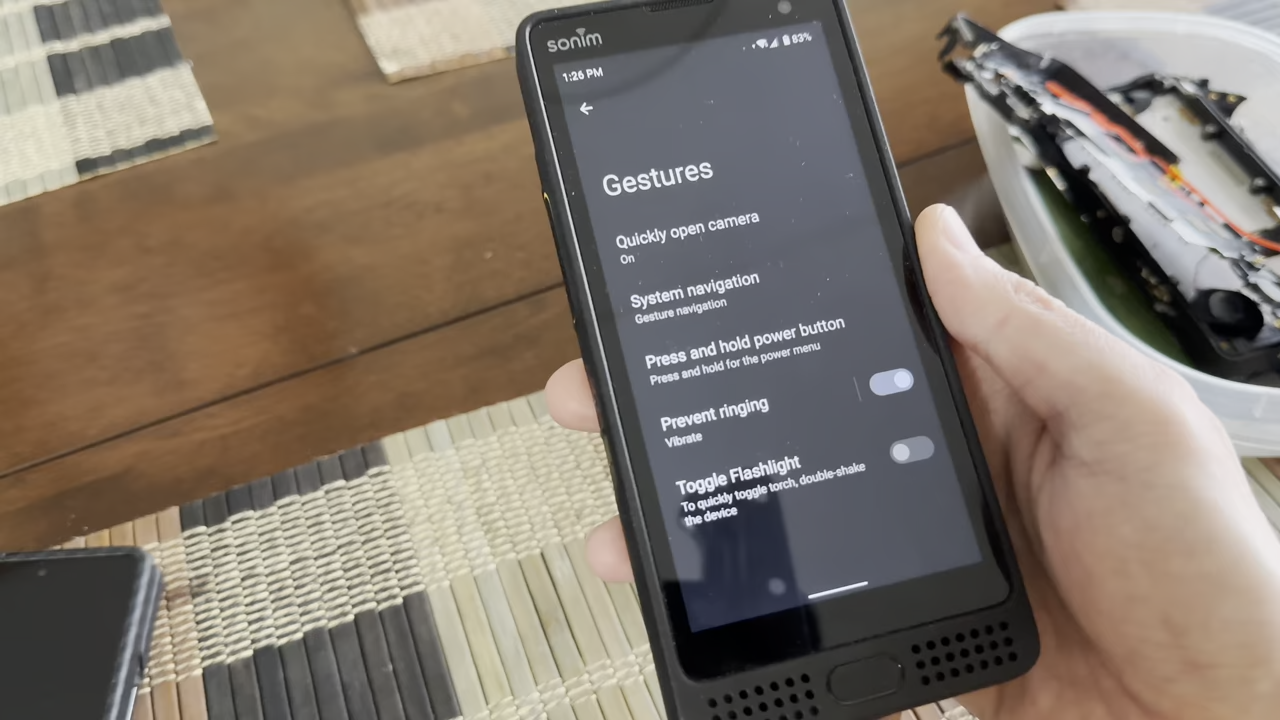 sonim
1:26 PM
83%
Gestures
Quickly open camera
On
System navigation
Gesture navigation
Press and hold power button
Press and hold for the power menu
Prevent ringing
Vibrate
Toggle Flashlight
To quickly toggle torch, double-shake
the device